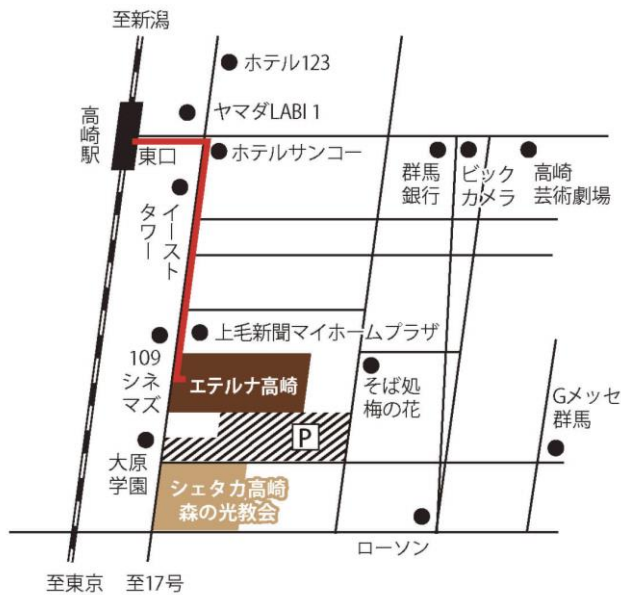 至新潟
ホテル123
ヤマダLABI 1
高崎駅
東口
ホテルサンコー
群馬
銀行
ビック
カメラ
高崎
芸術劇場
イースト
タワー
上毛新聞マイホームプラザ
109
シネ
マズ
エテルナ高崎
そば処
梅の花
Gメッセ
群馬
P
大原
学園
シェタカ高崎
森の光教会
ローソン
至東京
至17号